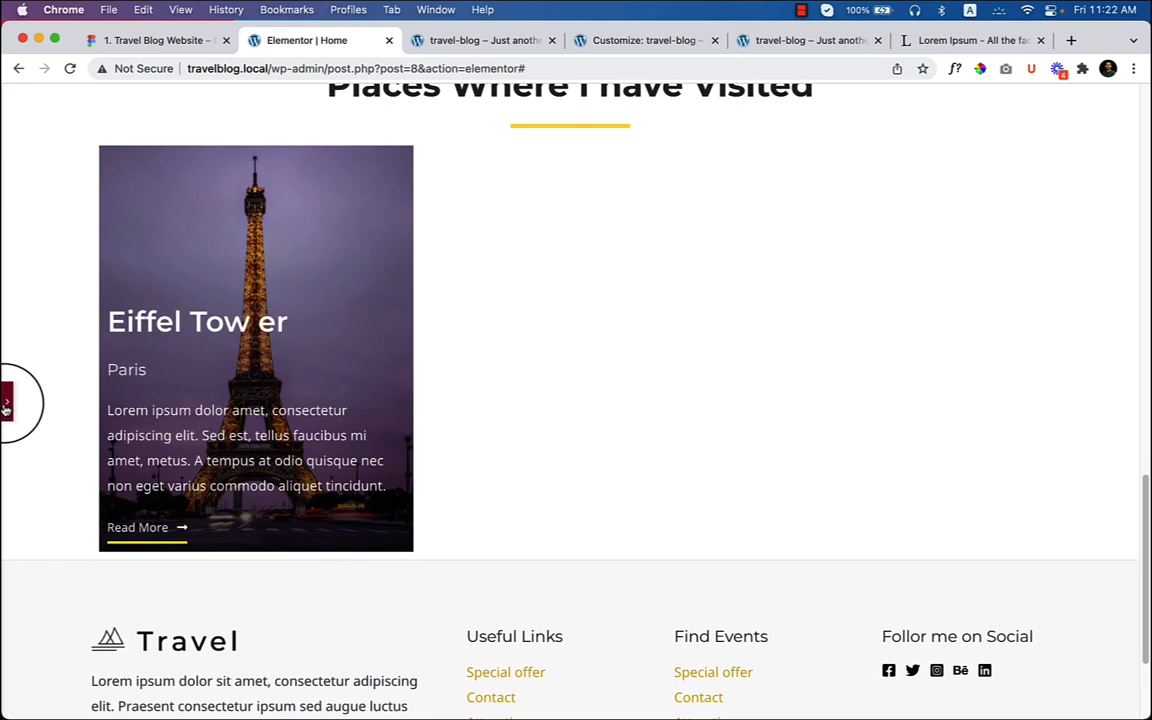 Chrome File Edit View History Bookmarks Profiles Tab Window Help 100% A Fri 11:22 AM
1. Travel Blog Website – Elementor | Home travel-blog – Just anoth Customize: travel-blog – travel-blog – Just anoth Lorem Ipsum - All the fac
Not Secure travelblog.local/wp-admin/post.php?post=8&action=elementor# f? U 4
Places Where I have Visited
Eiffel Tow er
Paris
Lorem ipsum dolor amet, consectetur
adipiscing elit. Sed est, tellus faucibus mi
amet, metus. A tempus at odio quisque nec
non eget varius commodo aliquet tincidunt.
Read More →
Travel
Useful Links
Find Events
Follor me on Social
Special offer
Special offer
Bē
Lorem ipsum dolor sit amet, consectetur adipiscing
Contact
Contact
elit. Praesent consectetur ipsum sed augue luctus